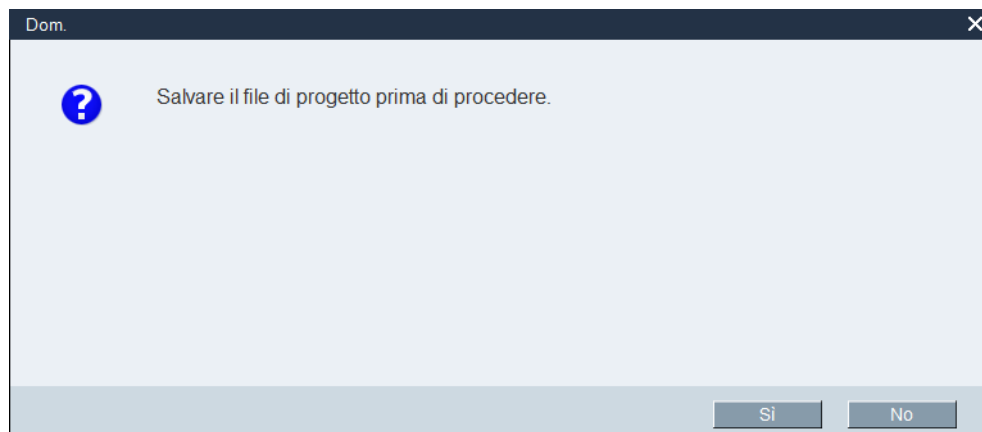 Dom.
Salvare il file di progetto prima di procedere.
Sì
No